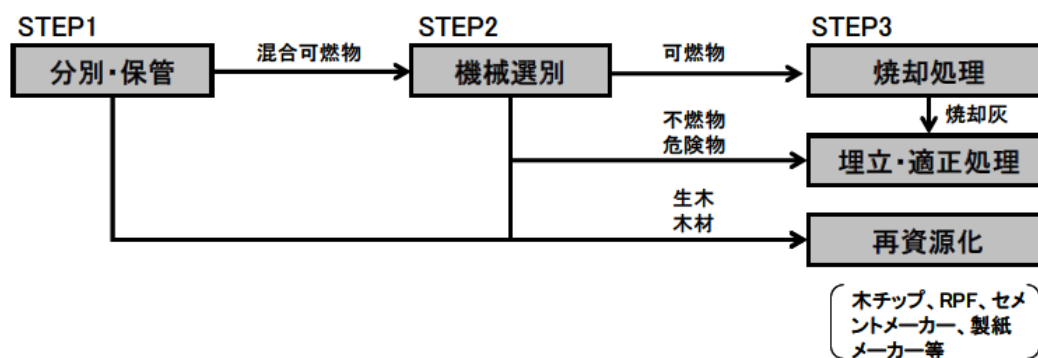 STEP1
STEP2
STEP3
分別・保管
混合可燃物
機械選別
可燃物
焼却処理
焼却灰
不燃物
危険物
埋立・適正処理
生木
木材
再資源化
木チップ、RPF、セメ
ントメーカー、製紙
メーカー等